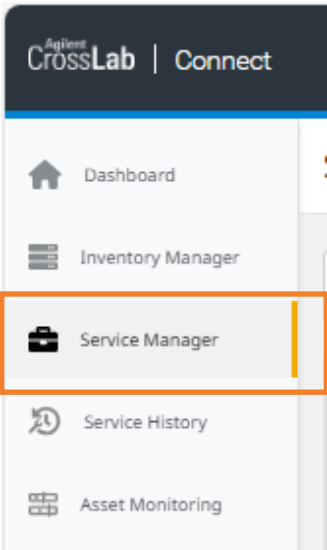 Agilent
CrossLab | Connect
Dashboard
Inventory Manager
Service Manager
Service History
Asset Monitoring